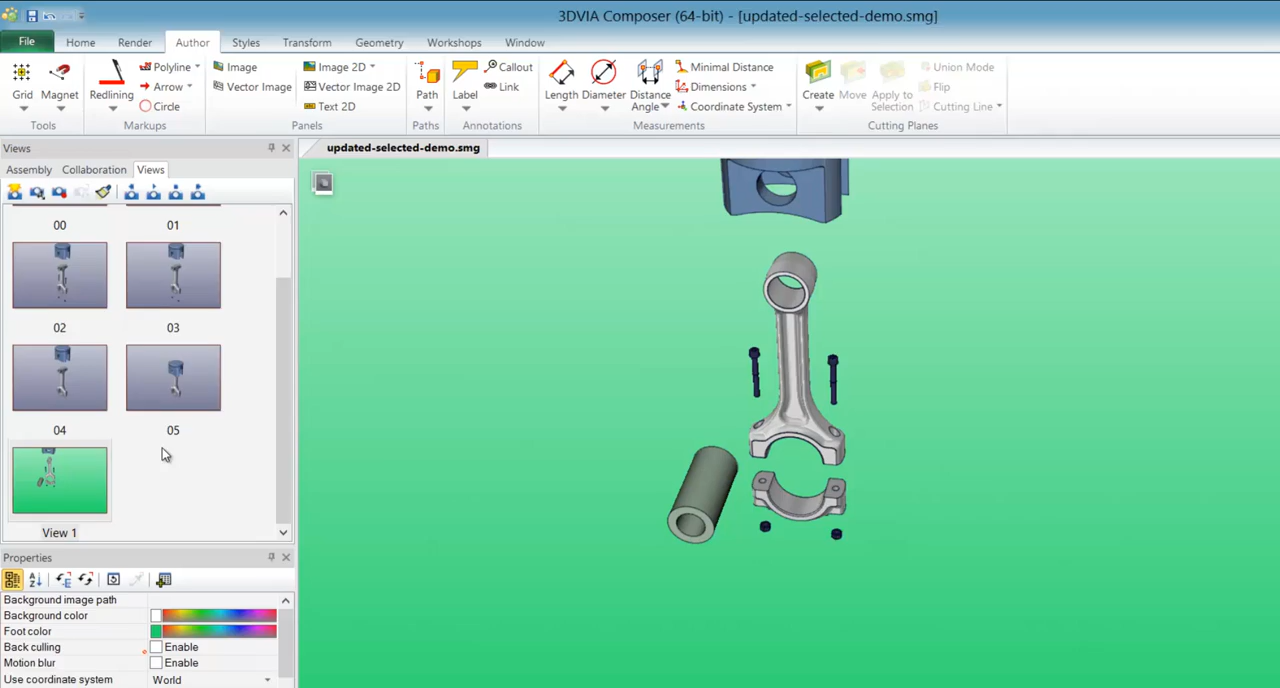 3DVIA Composer (64-bit) - [updated-selected-demo.smg]
File Home Render Author Styles Transform Geometry Workshops Window
Grid Magnet Redlining Polyline Arrow Circle
Image Vector Image Image 2D Vector Image 2D Text 2D
Path Label Callout Link
Length Diameter Distance Angle Minimal Distance Dimensions Coordinate System
Create Move Apply to Selection Union Mode Flip Cutting Line
Tools Markups Panels Paths Annotations Measurements Cutting Planes
Views
updated-selected-demo.smg
Assembly Collaboration Views
00 01
02 03
04 05
View 1
Properties
Background image path
Background color
Foot color
Back culling Enable
Motion blur Enable
Use coordinate system World